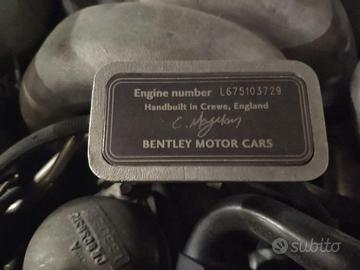 Engine number L675103729
Handbuilt in Crewe, England
BENTLEY MOTOR CARS
subito